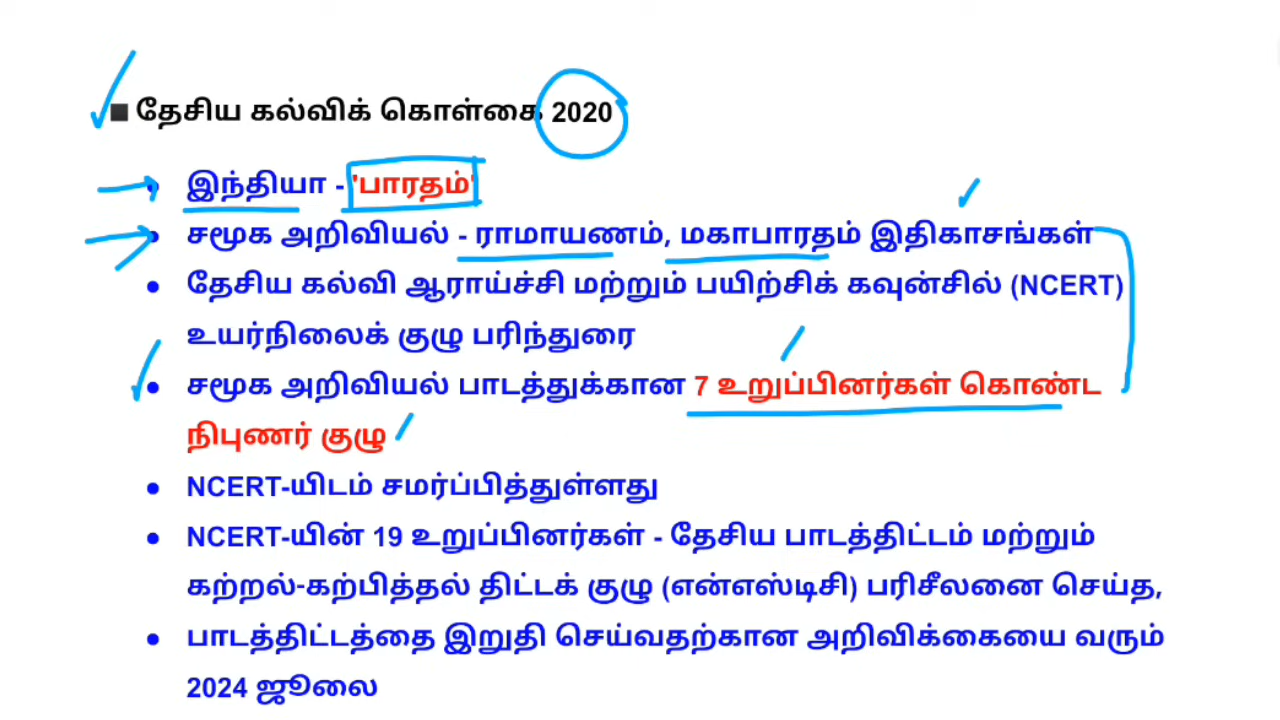 ■ தேசிய கல்விக் கொள்கை 2020
• இந்தியா - 'பாரதம்'
• சமூக அறிவியல் - ராமாயணம், மகாபாரதம் இதிகாசங்கள்
• தேசிய கல்வி ஆராய்ச்சி மற்றும் பயிற்சிக் கவுன்சில் (NCERT)
உயர்நிலைக் குழு பரிந்துரை
• சமூக அறிவியல் பாடத்துக்கான 7 உறுப்பினர்கள் கொண்ட
நிபுணர் குழு
• NCERT-யிடம் சமர்ப்பித்துள்ளது
• NCERT-யின் 19 உறுப்பினர்கள் - தேசிய பாடத்திட்டம் மற்றும்
கற்றல்-கற்பித்தல் திட்டக் குழு (என்எஸ்டிசி) பரிசீலனை செய்த,
• பாடத்திட்டத்தை இறுதி செய்வதற்கான அறிவிக்கையை வரும்
2024 ஜூலை